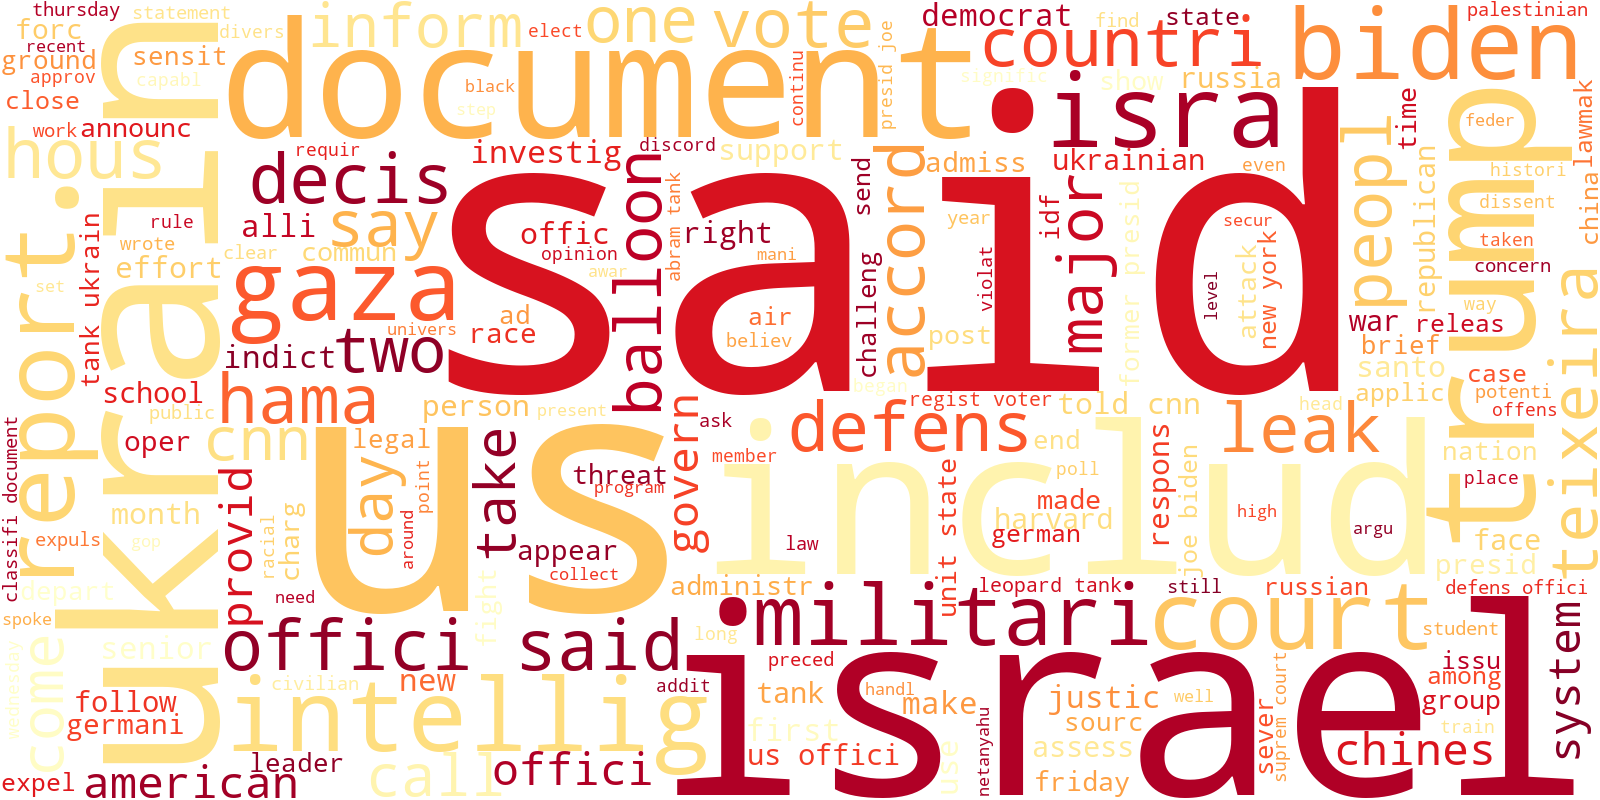 thursday
statement
forc
divers
recent
ground
sensit
approv
capabl
close
work
announc
hous
inform
elect
one
vote
document
black
step
continu
presid joe
democrat
find
state
palestinian
countri
biden
signific
show
russia
isra
time
feder
lawmak
china
histori
dissent
taken
concern
way
republican
peopl
trump
teixeira
report.
ukrain
tank ukrain
requir
decis
investig
discord
support
rule
alli
say
wrote
clear
commun
effort
set
offic
opinion
awar
balloon
abram tank
right
mani
said
accord
send
challeng
admiss
ukrainian
even
year
idf
major
secur
violat
level
new york
attack
former presid
post
gaza
univers
ad
race
air
believ
indict
two
war
releas
brief
santo
applic
case
potenti
offens
school
public
hama
person
present
began
regist voter
told cnn
head
oper
cnn
legal
ask
defens
leak
end
member
poll
nation
place
classifi document
month
expuls
gop
provid
racial
charg
day
point
around
us
take
threat
program
govern
includ
unit state
made
harvard
german
respons
joe biden
high
argu
face
presid
law
appear
collect
need
fight
administr
leopard tank
still
russian
defens offici
depart
spoke
wednesday
come
senior
offici said
militari
court
student
system
long
preced
civilian
new
addit
follow
germani
intellig
tank
handl
make
justic
well
suprem court
sever
issu
among
group
train
first
sourc
israel
netanyahu
use
assess
us offici
chines
leader
expel
american
call
offici
friday